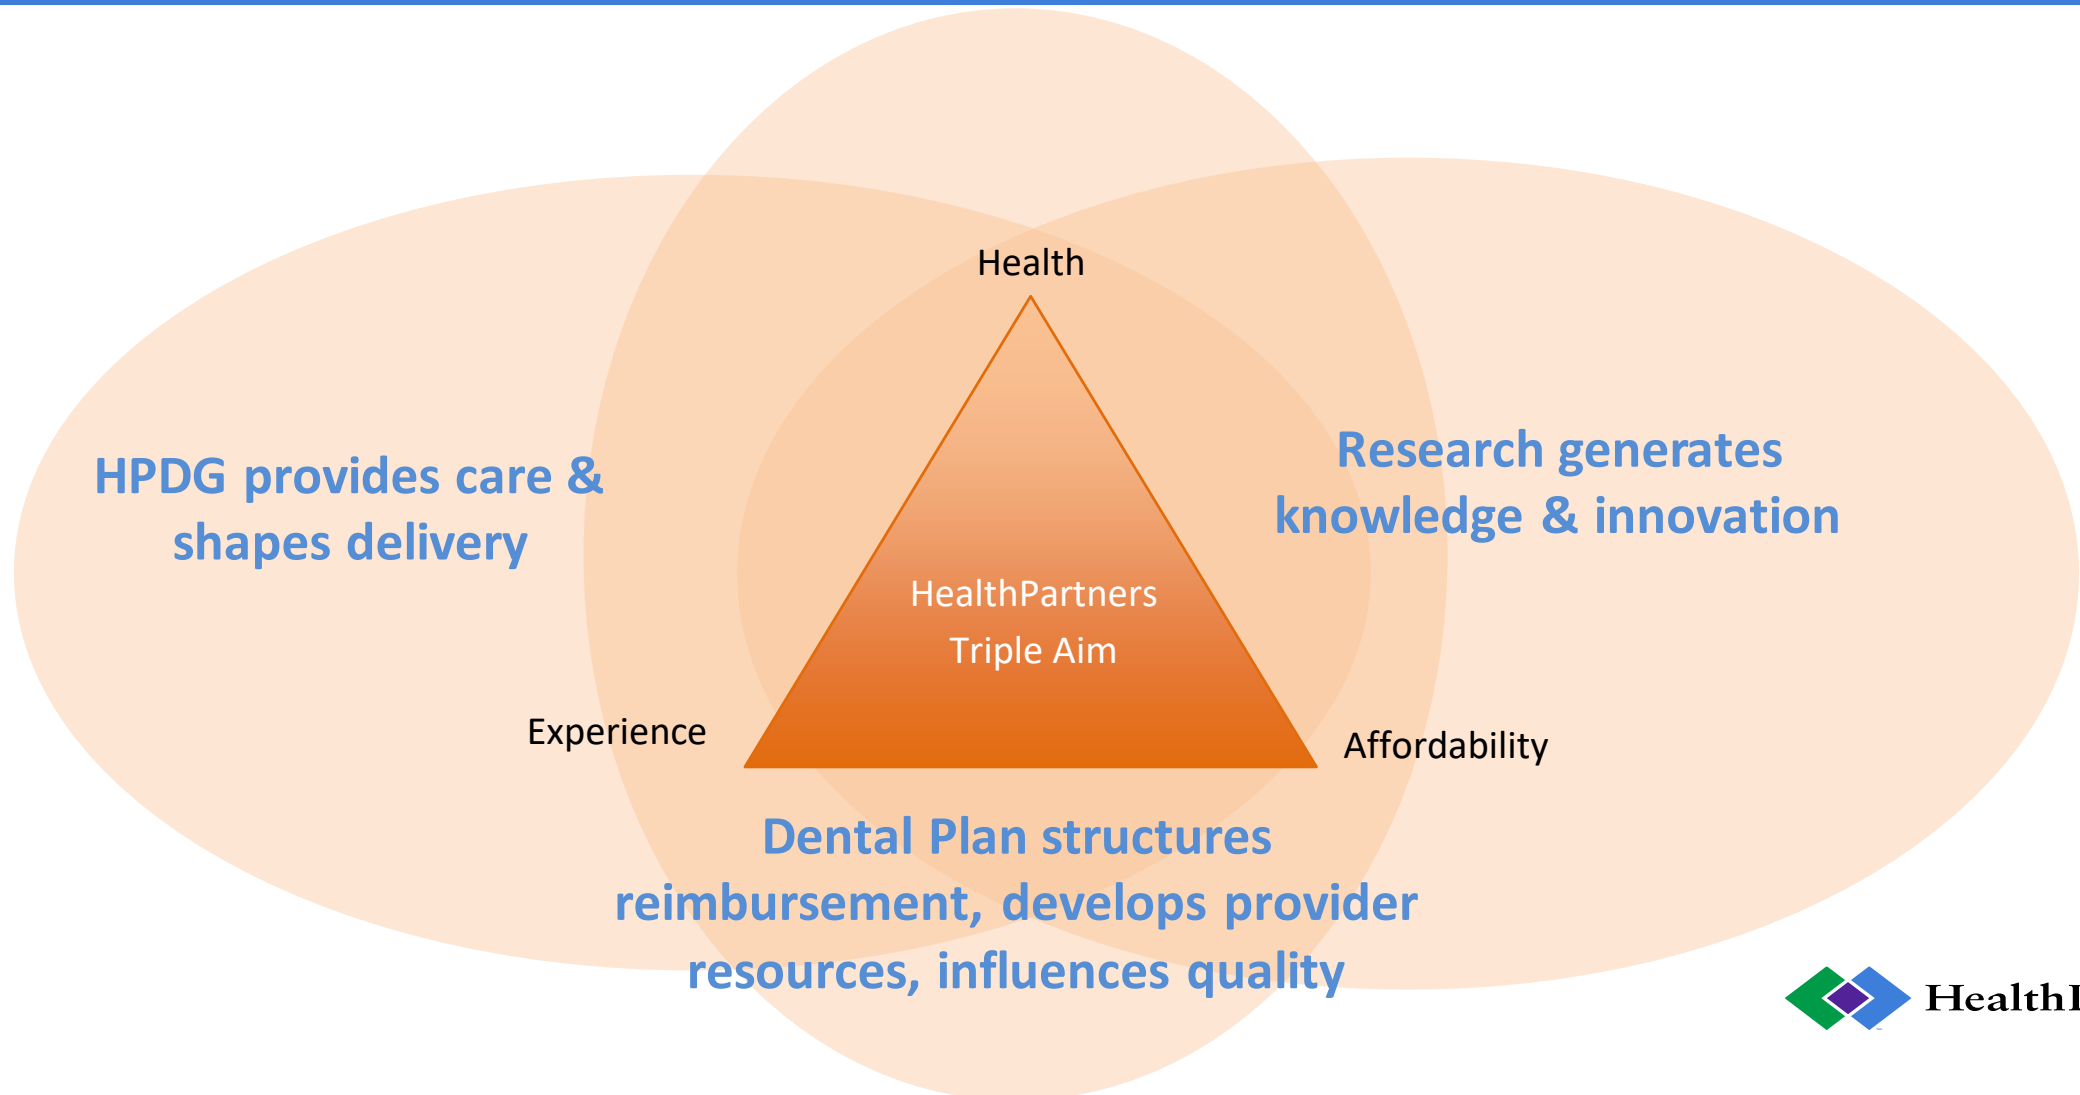 Health
HPDG provides care &
shapes delivery
Research generates
knowledge & innovation
HealthPartners
Triple Aim
Experience
Affordability
Dental Plan structures
reimbursement, develops provider
resources, influences quality